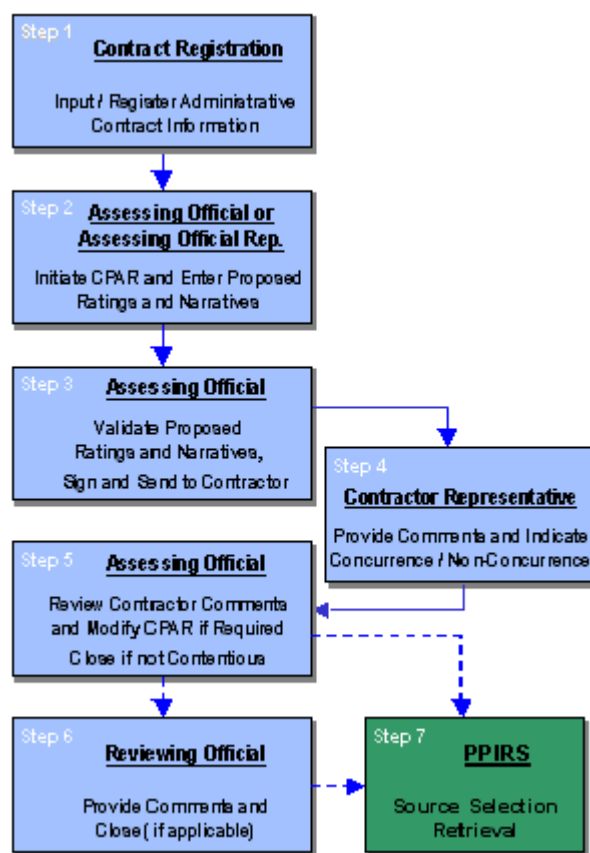 Step 1
Contract Registration
Input / Register Administrative
Contract Information
Step 2
Assessing Official or
Assessing Official Rep.
Initiate CPAR and Enter Proposed
Ratings and Narratives
Step 3
Assessing Official
Validate Proposed
Ratings and Narratives,
Sign and Send to Contractor
Step 4
Contractor Representative
Provide Comments and Indicate
Concurrence / Non-Concurrence
Step 5
Assessing Official
Review Contractor Comments
and Modify CPAR if Required
Close if not Contentious
Step 6
Reviewing Official
Provide Comments and
Close( if applicable)
Step 7
PPIRS
Source Selection
Retrieval